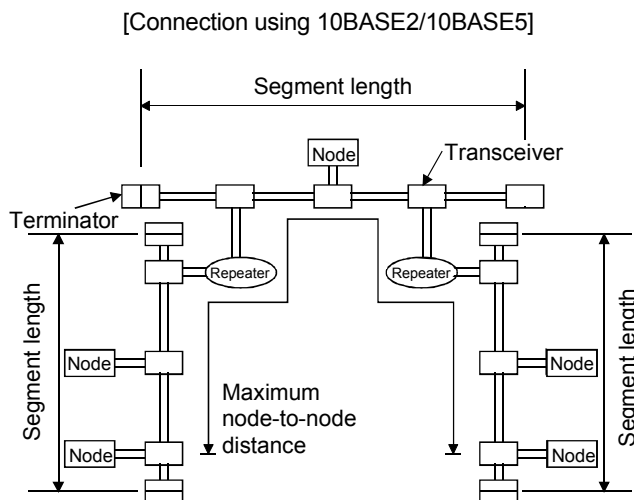 [Connection using 10BASE2/10BASE5]
Segment length
Node
Transceiver
Terminator
Repeater
Repeater
Segment length
Segment length
Node
Node
Maximum
node-to-node
distance
Node
Node